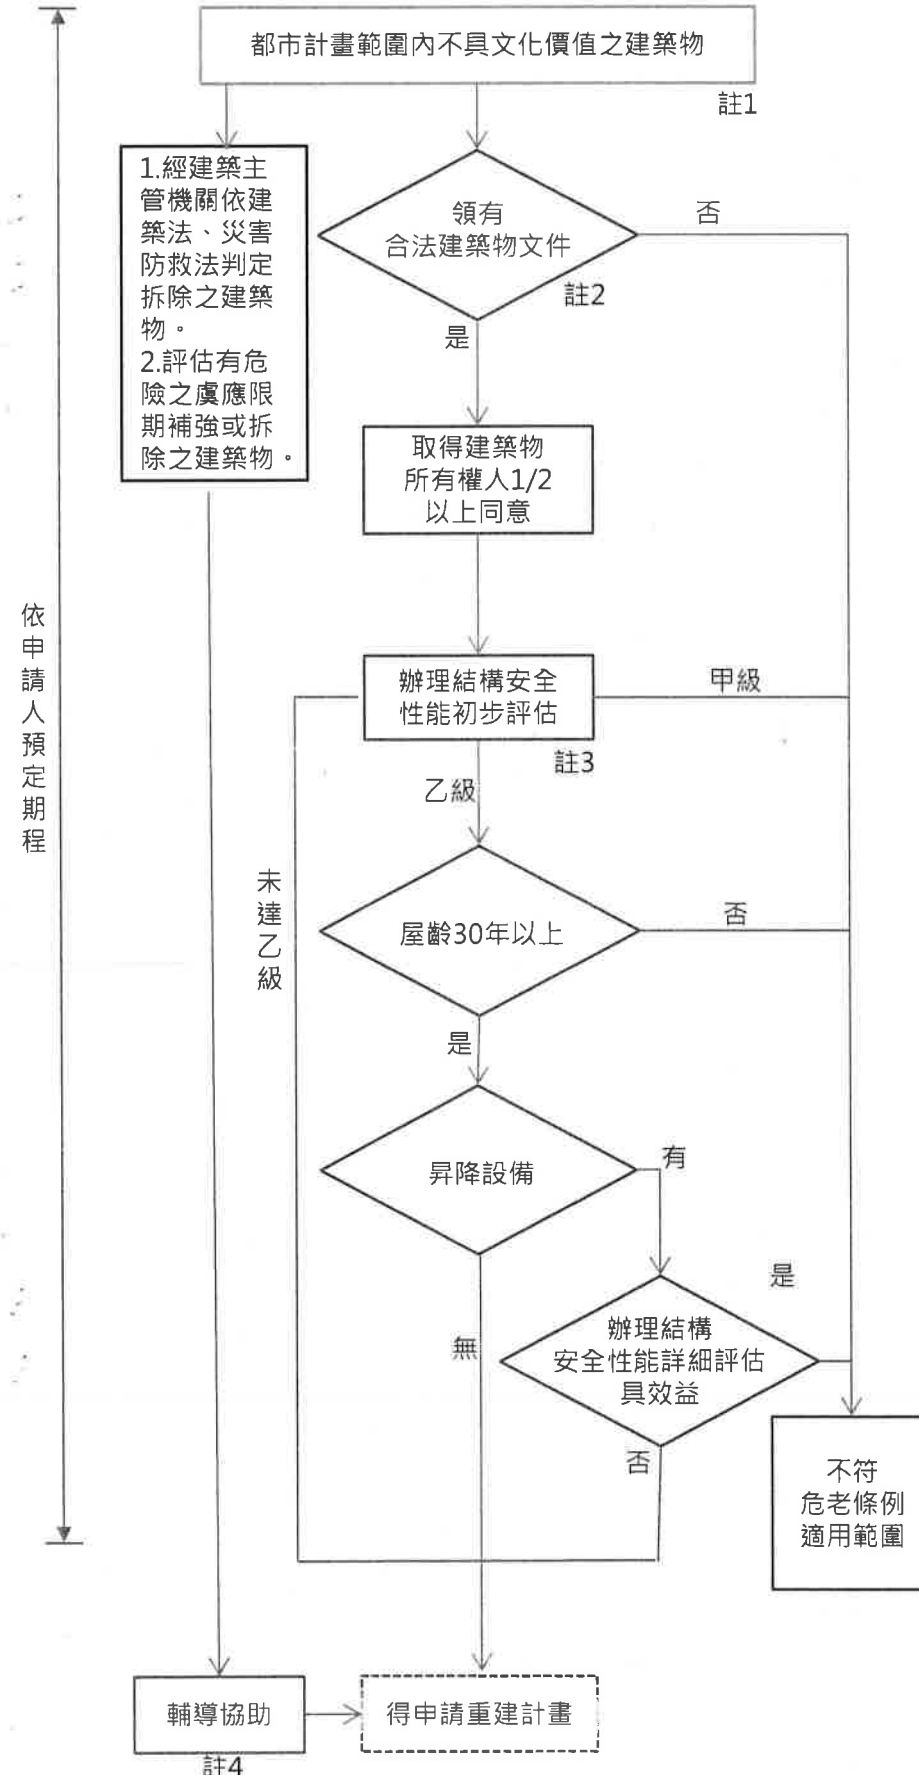 都市計畫範圍內不具文化價值之建築物
註1
1.經建築主
管機關依建
築法、災害
防救法判定
拆除之建築
物。
2.評估有危
險之虞應限
期補強或拆
除之建築物。
領有
合法建築物文件
註2
否
是
取得建築物
所有權人1/2
以上同意
辦理結構安全
性能初步評估
註3
甲級
乙級
未達乙級
屋齡30年以上
否
是
昇降設備
有
無
辦理結構
安全性能詳細評估
具效益
是
否
不符
危老條例
適用範圍
依申請人預定期程
輔導協助
註4
得申請重建計畫